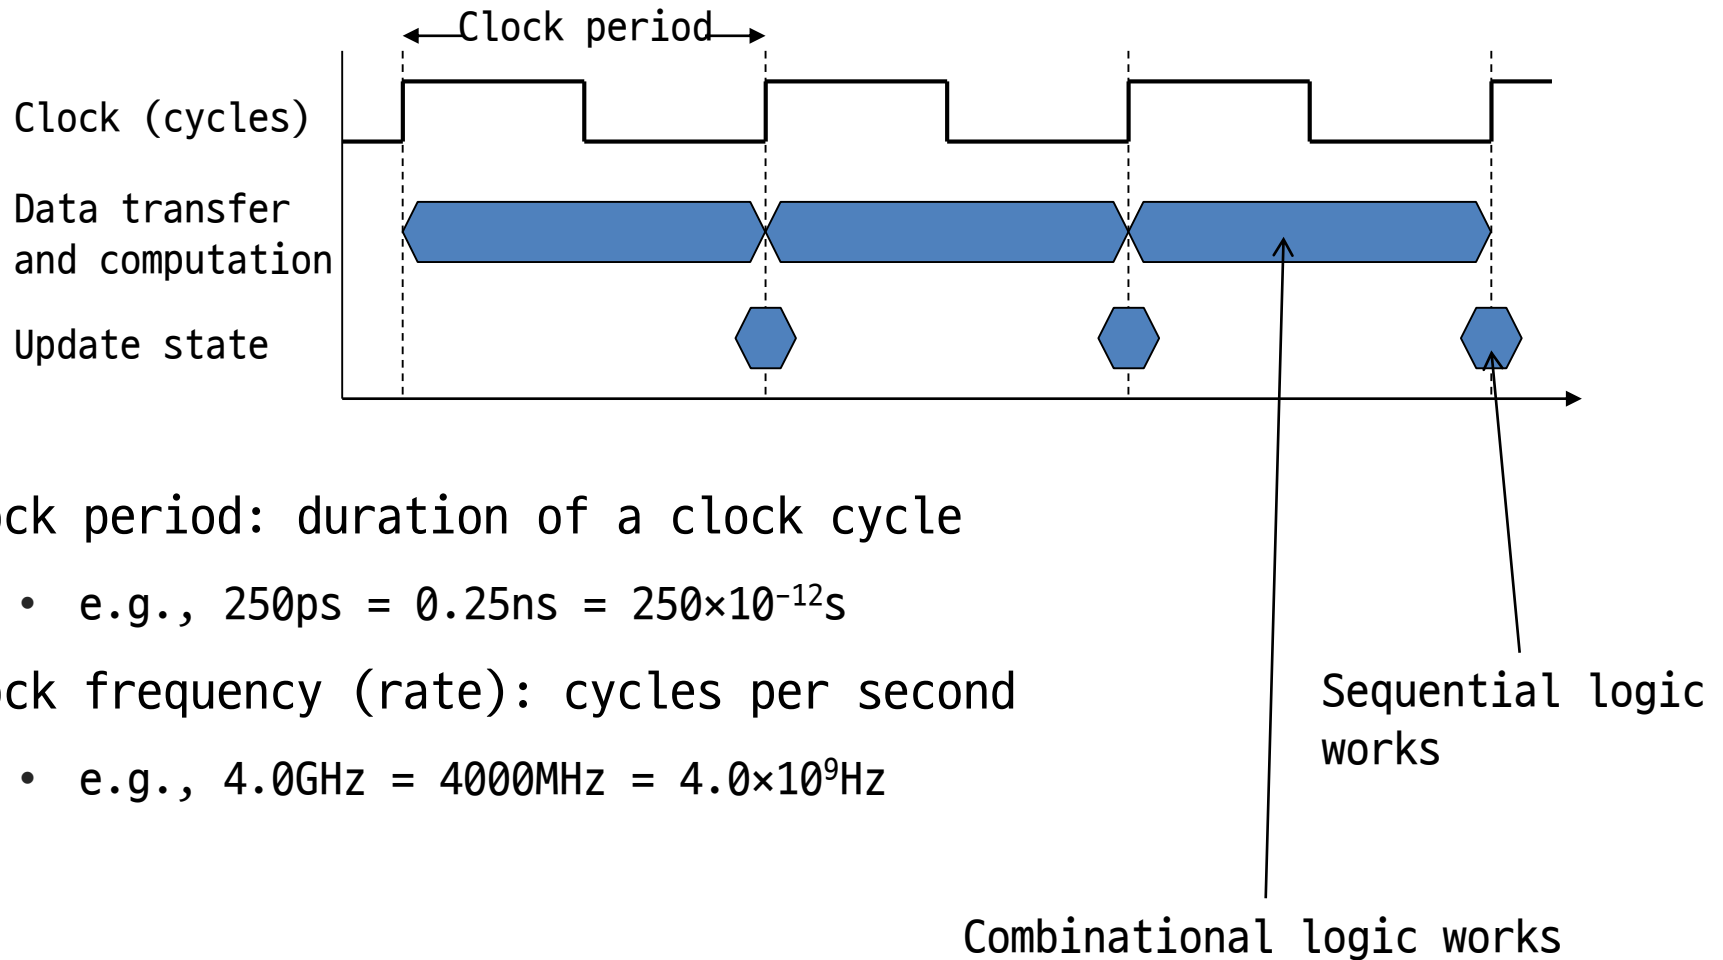 Clock period
Clock (cycles)
Data transfer
and computation
Update state
ck period: duration of a clock cycle
• e.g., 250ps = 0.25ns = 250×10⁻¹²s
ck frequency (rate): cycles per second
• e.g., 4.0GHz = 4000MHz = 4.0×10⁹Hz
Sequential logic
works
Combinational logic works